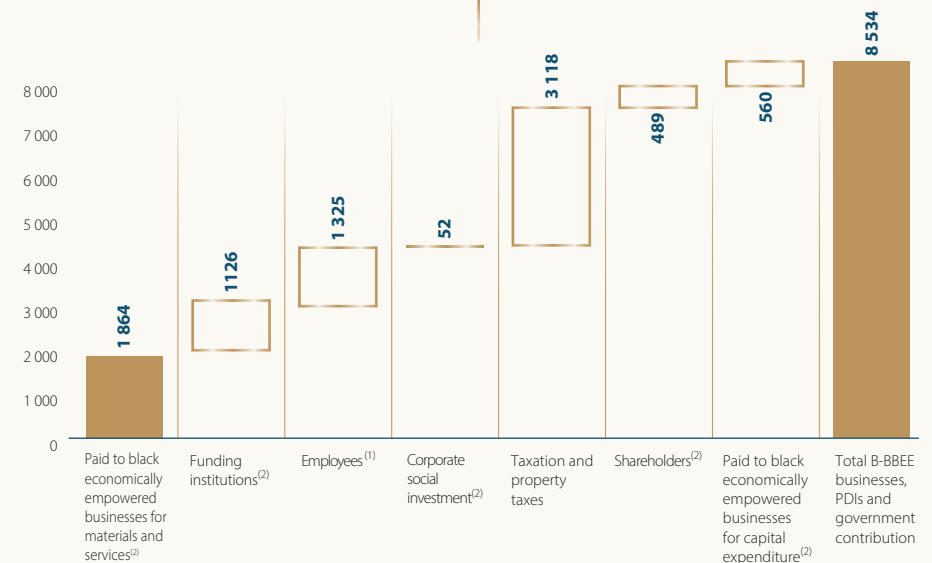 8 534
3 118
8 000
560
489
7 000
6 000
1 325
52
5 000
1126
4 000
1 864
3 000
2 000
1 000
0
Paid to black
economically
empowered
businesses for
materials and
services(2)
Funding
institutions(2)
Employees(1)
Corporate
social
investment(2)
Taxation and
property
taxes
Shareholders(2)
Paid to black
economically
empowered
businesses
for capital
expenditure(2)
Total B-BBEE
businesses,
PDIs and
government
contribution